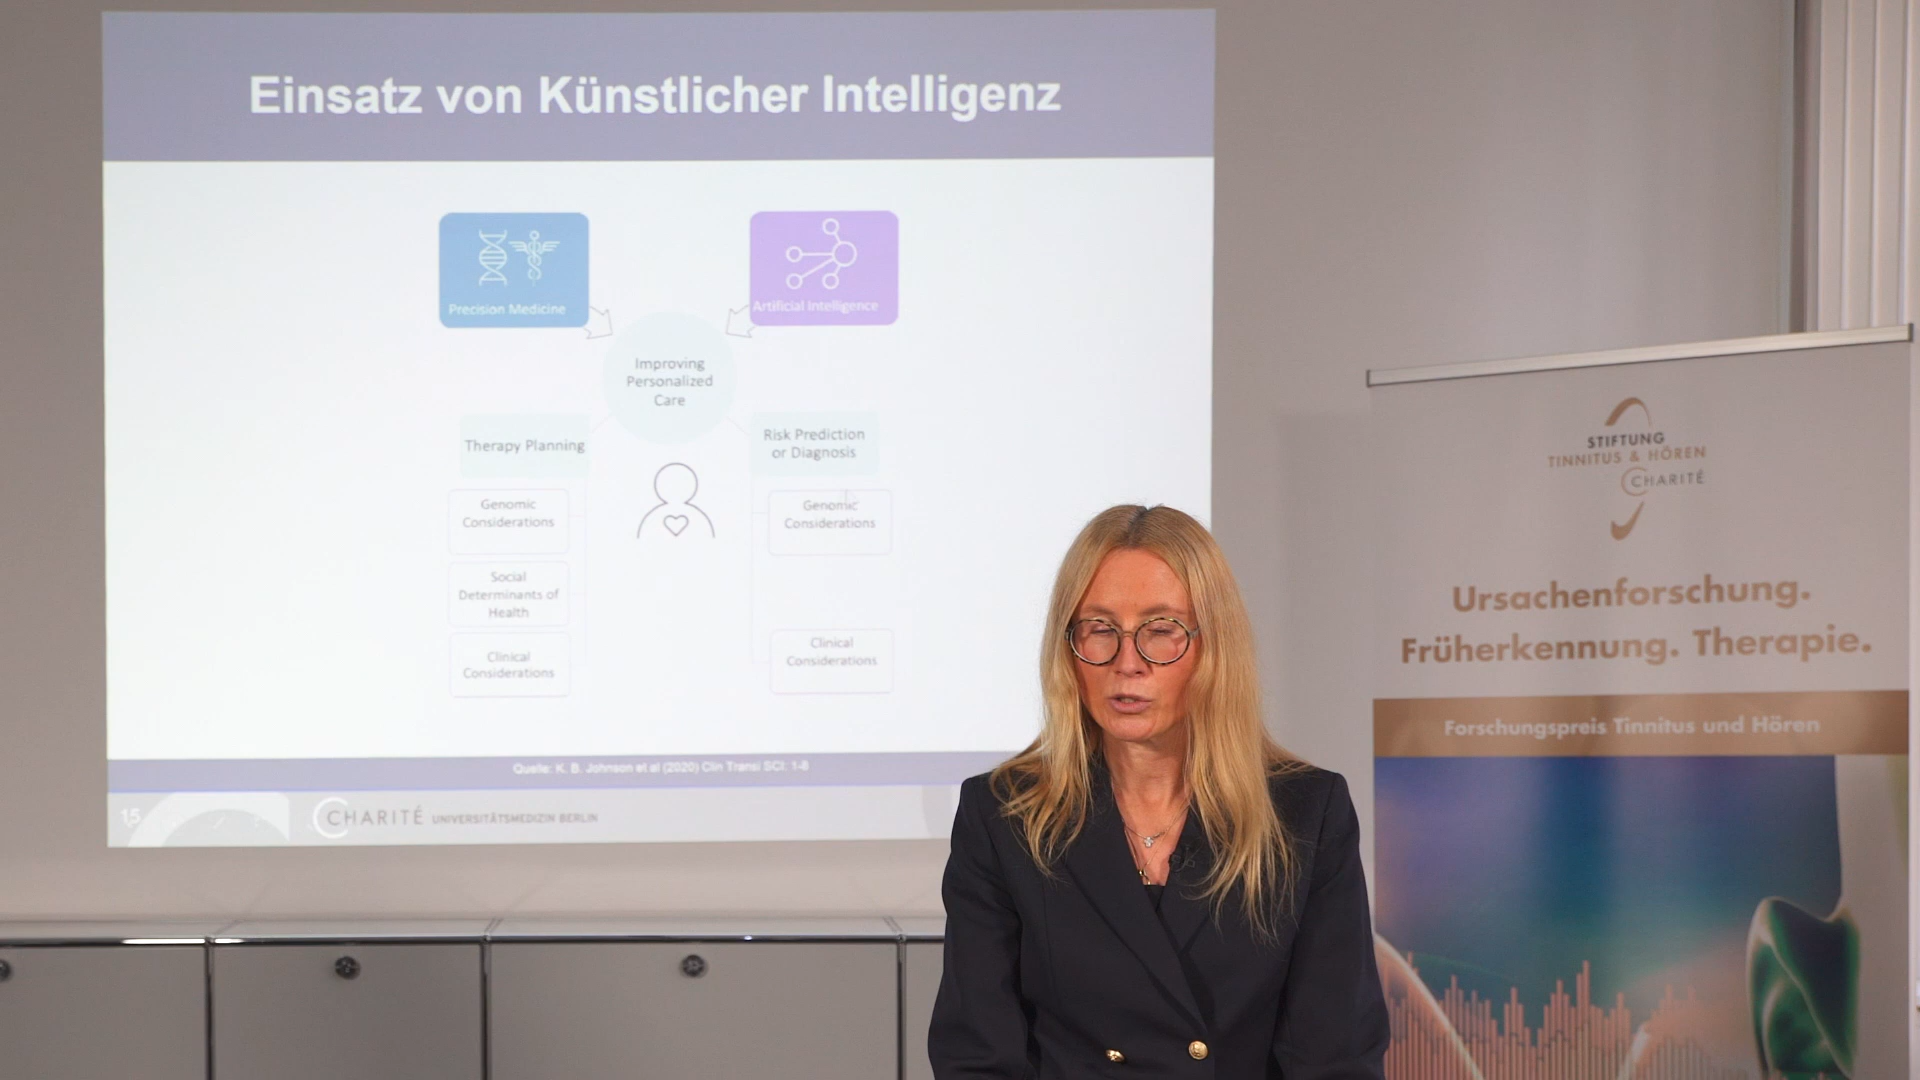 Einsatz von Künstlicher Intelligenz
Precision Medicine
Artificial Intelligence
Improving
Personalized
Care
Therapy Planning
Risk Prediction
or Diagnosis
Genomic
Considerations
Social
Determinants of
Health
Clinical
Considerations
Genomic
Considerations
Clinical
Considerations
Quelle: K. B. Johnson et al (2020) Clin Transl SCI: 1-8
15
CHARITÉ UNIVERSITÄTSMEDIZIN BERLIN
STIFTUNG
TINNITUS & HÖREN
CHARITÉ
Ursachenforschung.
Früherkennung. Therapie.
Forschungspreis Tinnitus und Hören